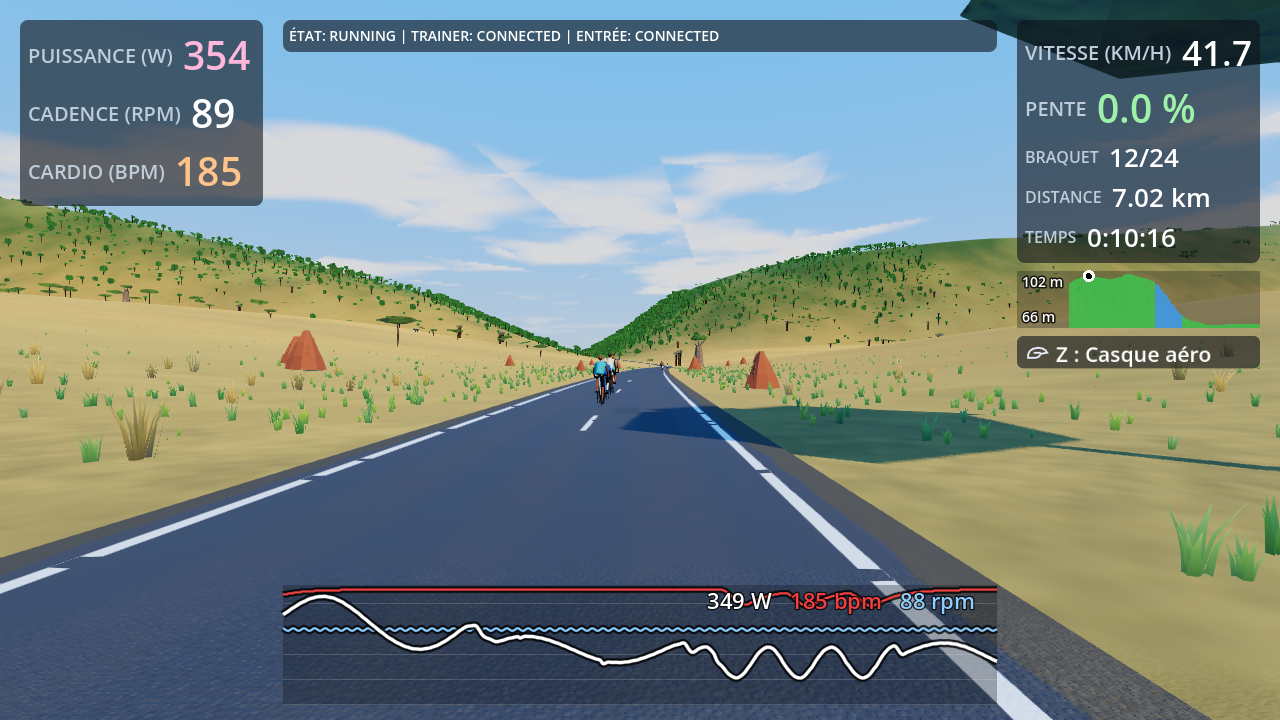 PUISSANCE (W) 354
CADENCE (RPM) 89
CARDIO (BPM) 185
ÉTAT: RUNNING | TRAINER: CONNECTED | ENTRÉE: CONNECTED
VITESSE (KM/H) 41.7
PENTE 0.0 %
BRAQUET 12/24
DISTANCE 7.02 km
TEMPS 0:10:16
102 m
66 m
Z : Casque aéro
349 W 185 bpm 88 rpm